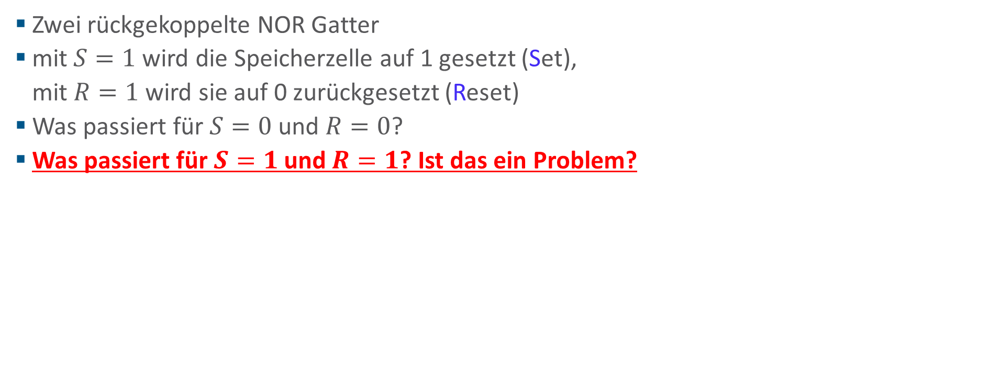 ▪ Zwei rückgekoppelte NOR Gatter
▪ mit S = 1 wird die Speicherzelle auf 1 gesetzt (Set),
mit R = 1 wird sie auf 0 zurückgesetzt (Reset)
▪ Was passiert für S = 0 und R = 0?
▪ Was passiert für S = 1 und R = 1? Ist das ein Problem?